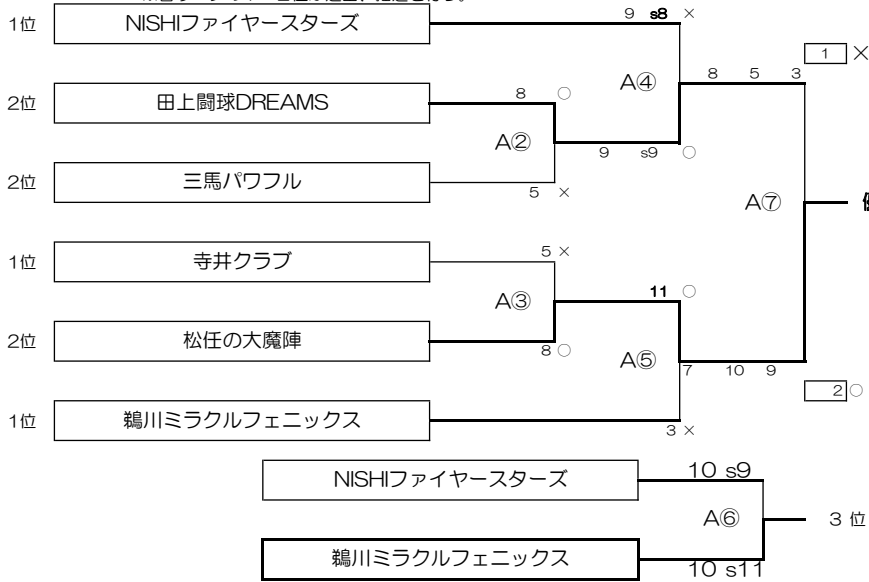 1位 NISHIファイヤースターズ 9 s8 ×
1 ×
A④ 8 5 3
2位 田上闘球DREAMS 8 ○
A② 9 s9 ○
2位 三馬パワフル 5 ×
A⑦
1位 寺井クラブ 5 ×
A③ 11 ○
2位 松任の大魔陣 8 ○
A⑤ 7 10 9
2 ○
1位 鵜川ミラクルフェニックス 3 ×
NISHIファイヤースターズ 10 s9
A⑥ 3 位
鵜川ミラクルフェニックス 10 s11